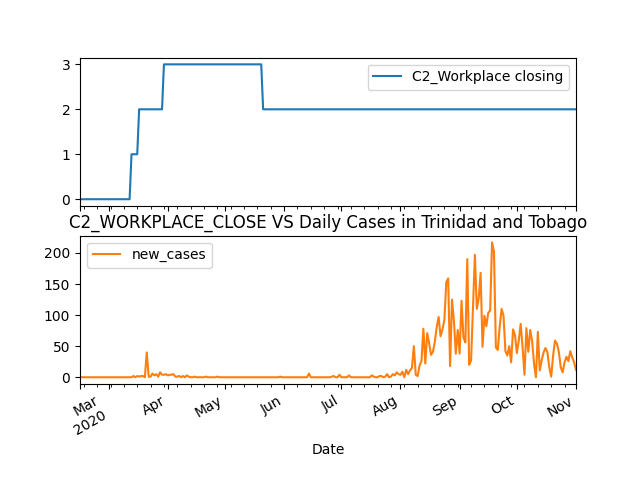 3
2
1
0
C2_Workplace closing
C2_WORKPLACE_CLOSE VS Daily Cases in Trinidad and Tobago
200
150
100
50
0
new_cases
Mar
2020
Apr
May
Jun
Jul
Aug
Sep
Oct
Nov
Date